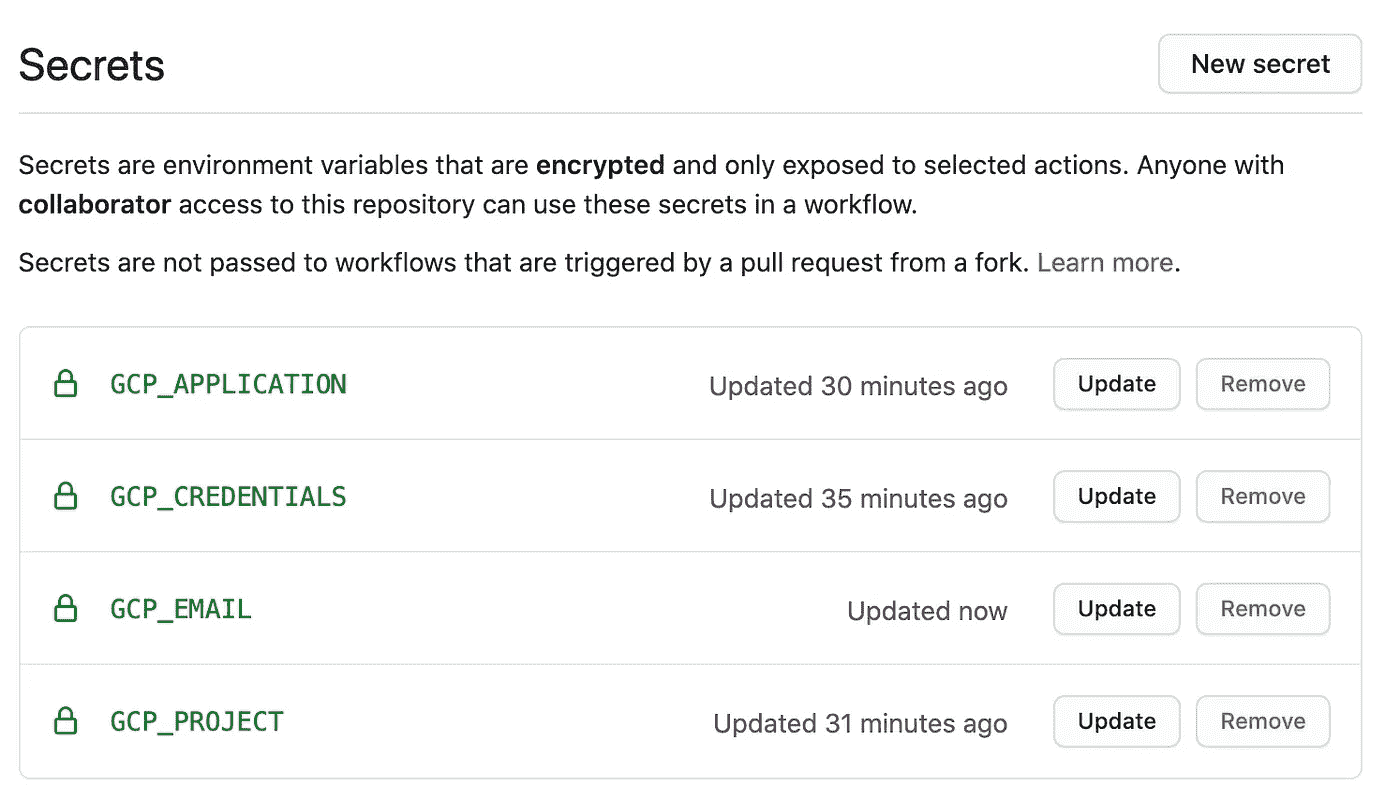 Secrets
New secret
Secrets are environment variables that are encrypted and only exposed to selected actions. Anyone with
collaborator access to this repository can use these secrets in a workflow.
Secrets are not passed to workflows that are triggered by a pull request from a fork. Learn more.
GCP_APPLICATION Updated 30 minutes ago Update Remove
GCP_CREDENTIALS Updated 35 minutes ago Update Remove
GCP_EMAIL Updated now Update Remove
GCP_PROJECT Updated 31 minutes ago Update Remove